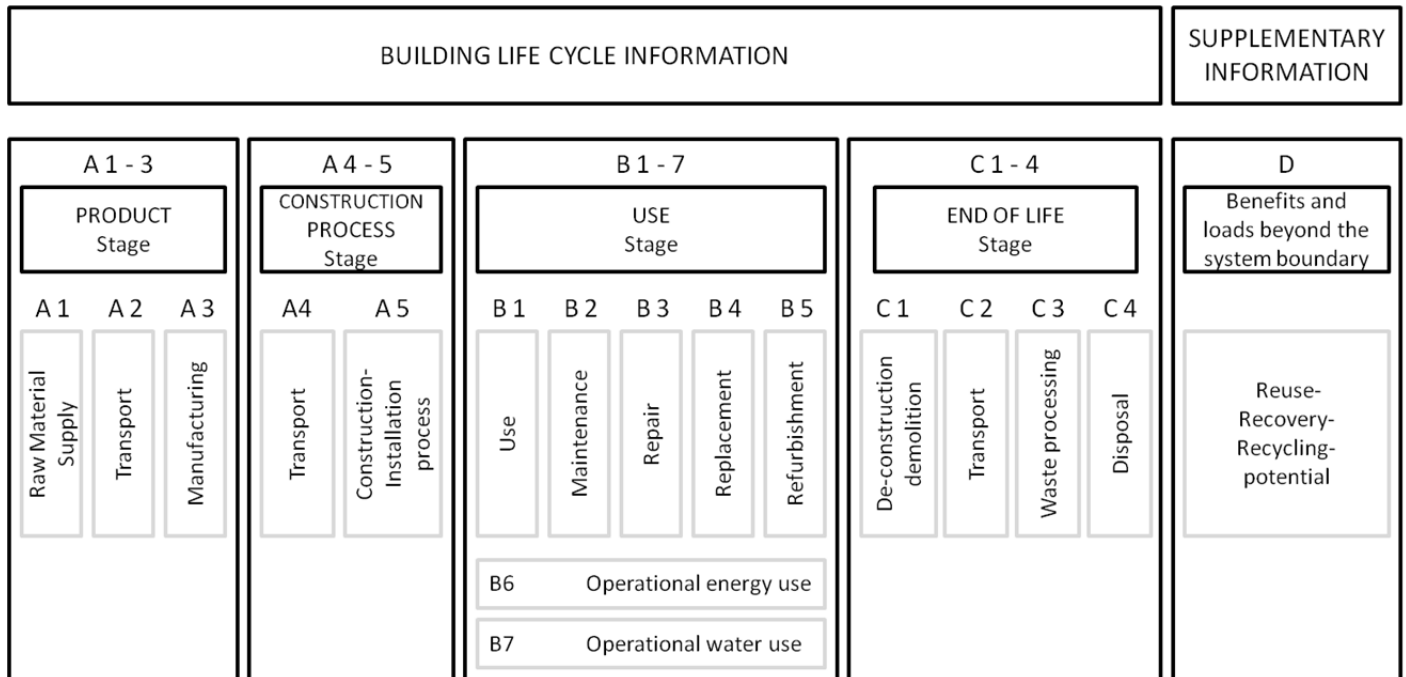 BUILDING LIFE CYCLE INFORMATION
SUPPLEMENTARY
INFORMATION
A 1 - 3
PRODUCT
Stage
A 1
A 2
A 3
Raw Material
Supply
Transport
Manufacturing
A 4 - 5
CONSTRUCTION
PROCESS
Stage
A4
A 5
Transport
Construction-
Installation
process
B 1 - 7
USE
Stage
B 1
B 2
B 3
B 4
B 5
Use
Maintenance
Repair
Replacement
Refurbishment
B6 Operational energy use
B7 Operational water use
C 1 - 4
END OF LIFE
Stage
C 1
C 2
C 3
C 4
De-construction
demolition
Transport
Waste processing
Disposal
D
Benefits and
loads beyond the
system boundary
Reuse-
Recovery-
Recycling-
potential